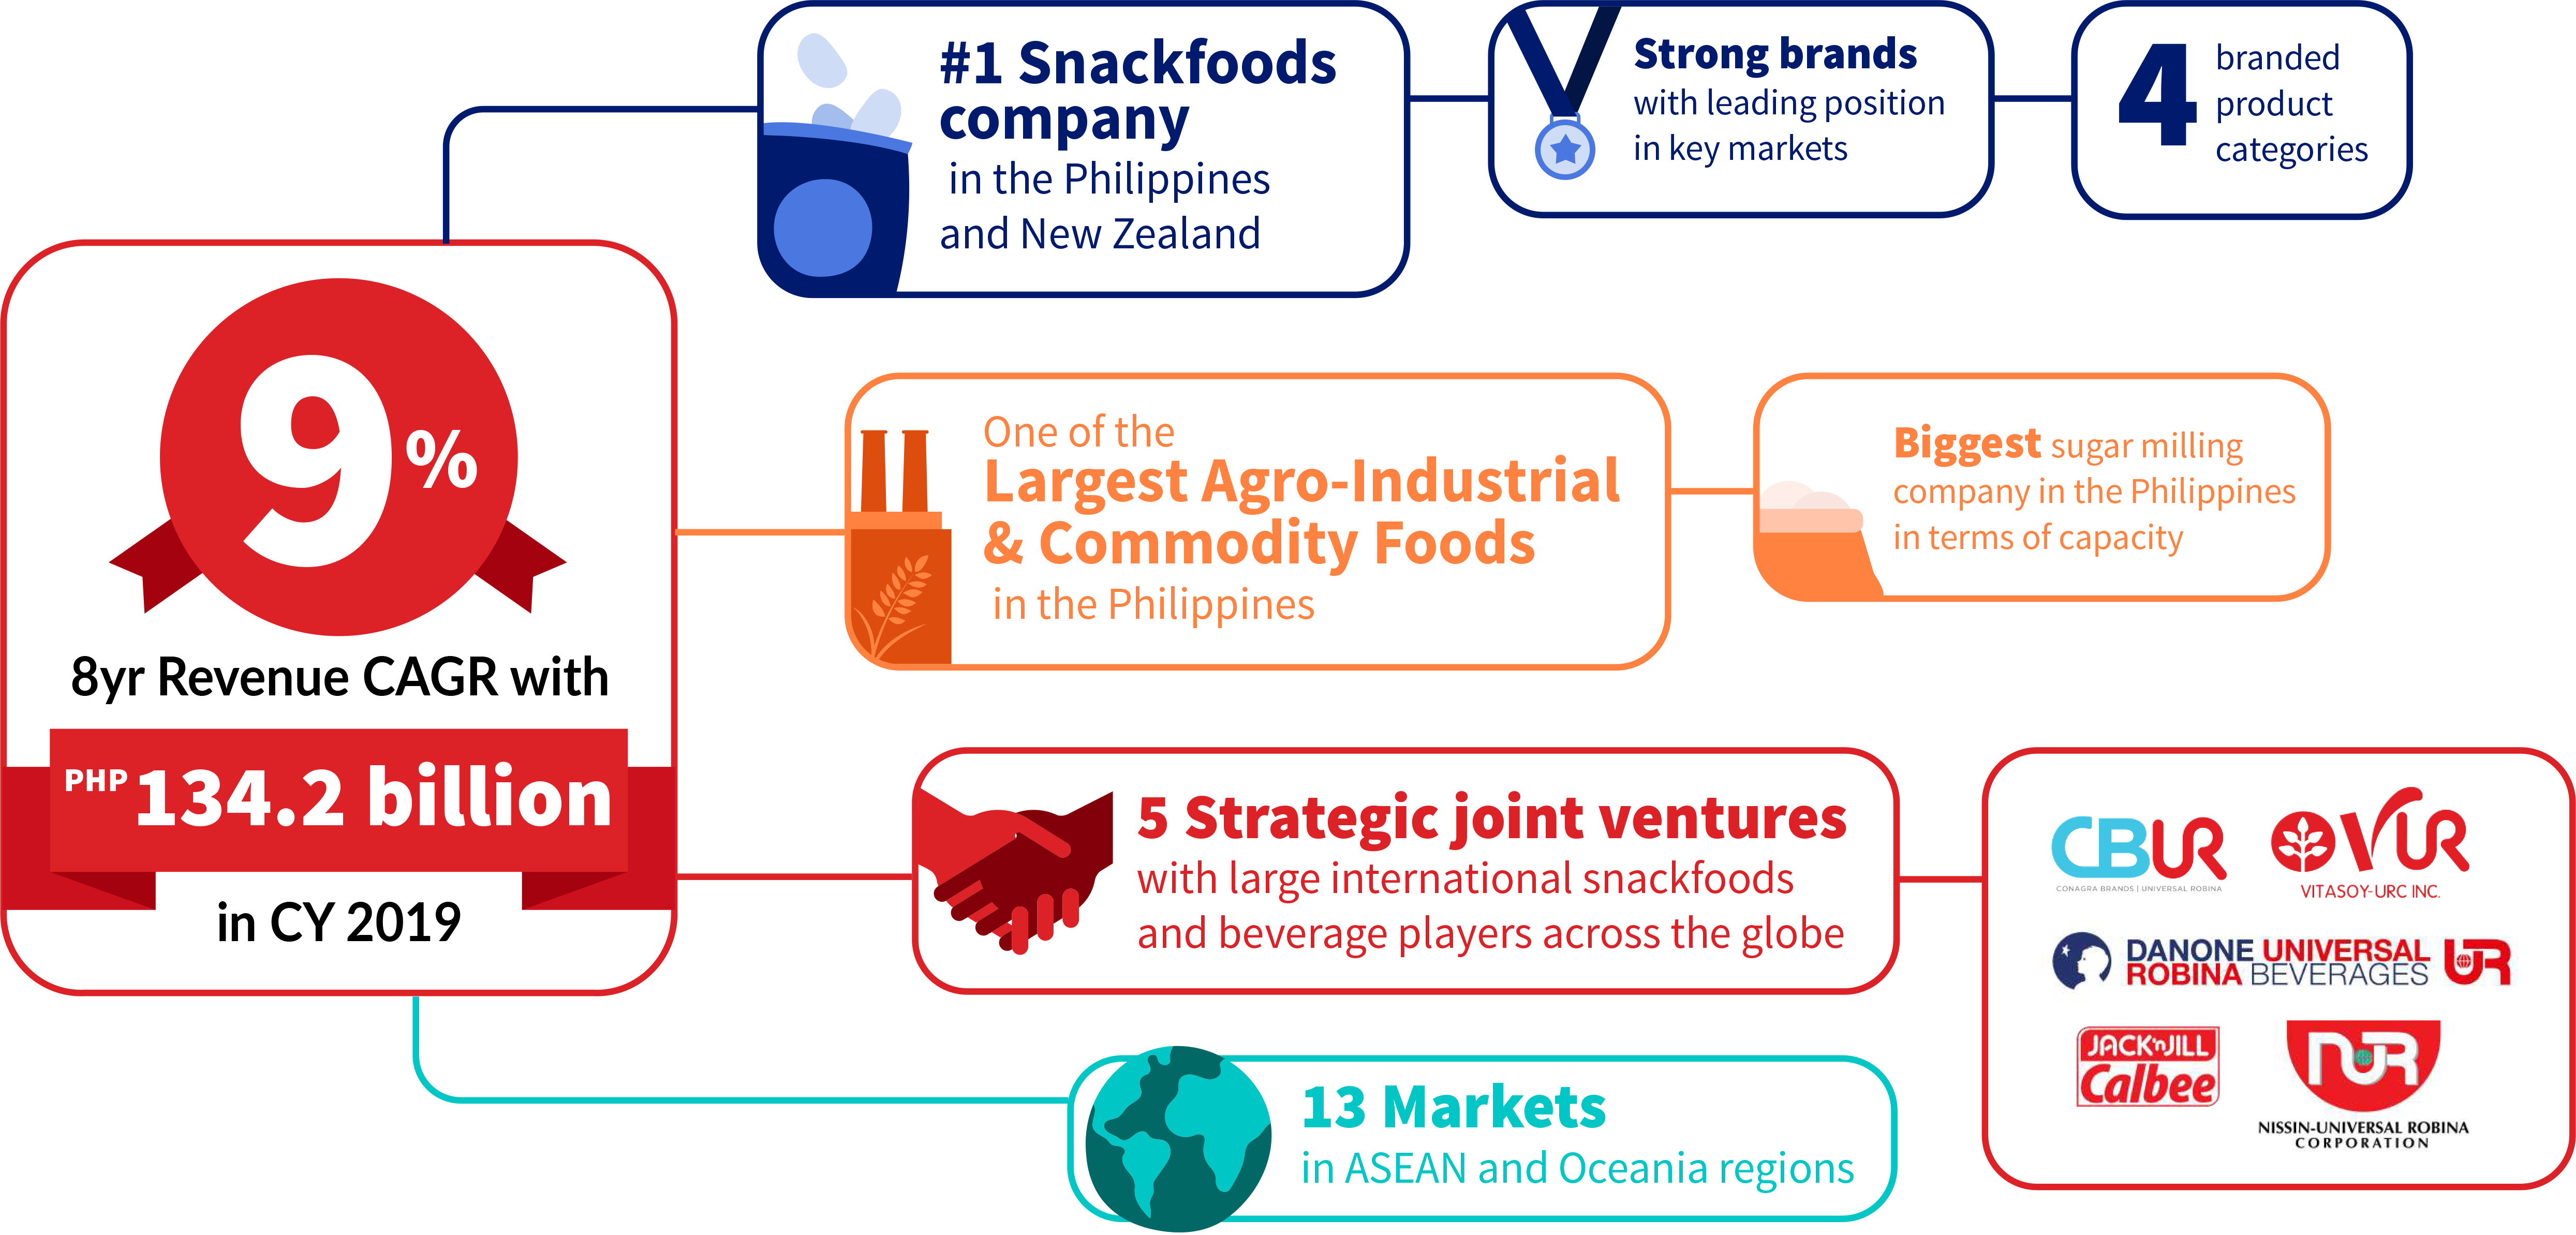 9%
8yr Revenue CAGR with
PHP 134.2 billion
in CY 2019
#1 Snackfoods
company
in the Philippines
and New Zealand
Strong brands
with leading position
in key markets
4
branded
product
categories
One of the
Largest Agro-Industrial
& Commodity Foods
in the Philippines
Biggest sugar milling
company in the Philippines
in terms of capacity
5 Strategic joint ventures
with large international snackfoods
and beverage players across the globe
CBUR
CONAGRA BRANDS | UNIVERSAL ROBINA
VUR
VITASOY-URC INC.
DANONE UNIVERSAL
ROBINA BEVERAGES
UR
JACK 'n JILL
Calbee
NUR
NISSIN-UNIVERSAL ROBINA
CORPORATION
13 Markets
in ASEAN and Oceania regions